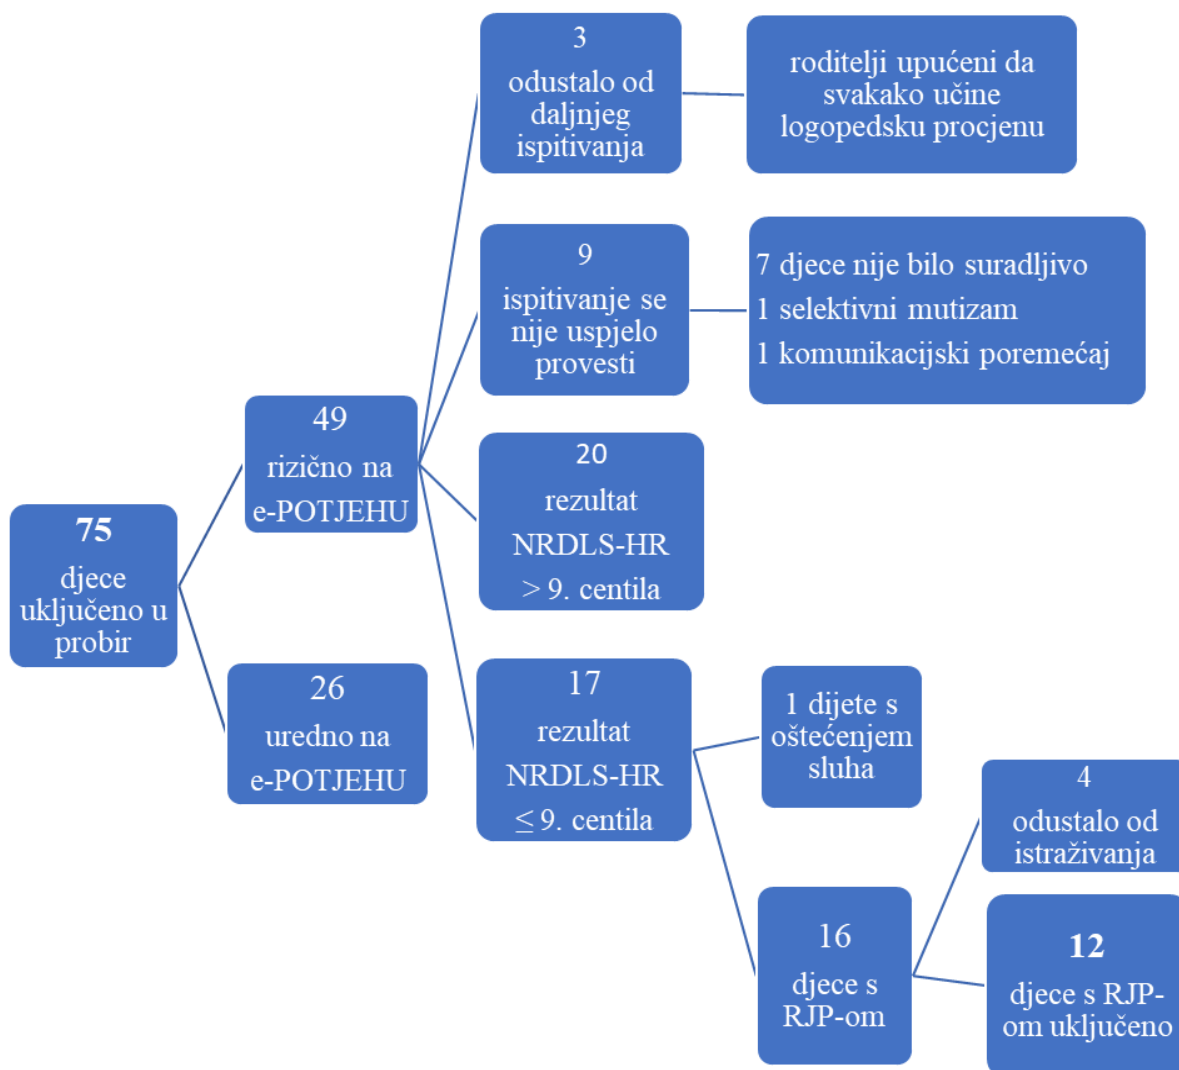 75
djece
uključeno u
probir
49
rizično na
e-POTJEHU
26
uredno na
e-POTJEHU
3
odustalo od
daljnjeg
ispitivanja
roditelji upućeni da
svakako učine
logopedsku procjenu
9
ispitivanje se
nije uspjelo
provesti
7 djece nije bilo suradljivo
1 selektivni mutizam
1 komunikacijski poremećaj
20
rezultat
NRDLS-HR
> 9. centila
17
rezultat
NRDLS-HR
≤ 9. centila
1 dijete s
oštećenjem
sluha
16
djece s
RJP-om
4
odustalo od
istraživanja
12
djece s RJP-
om uključeno